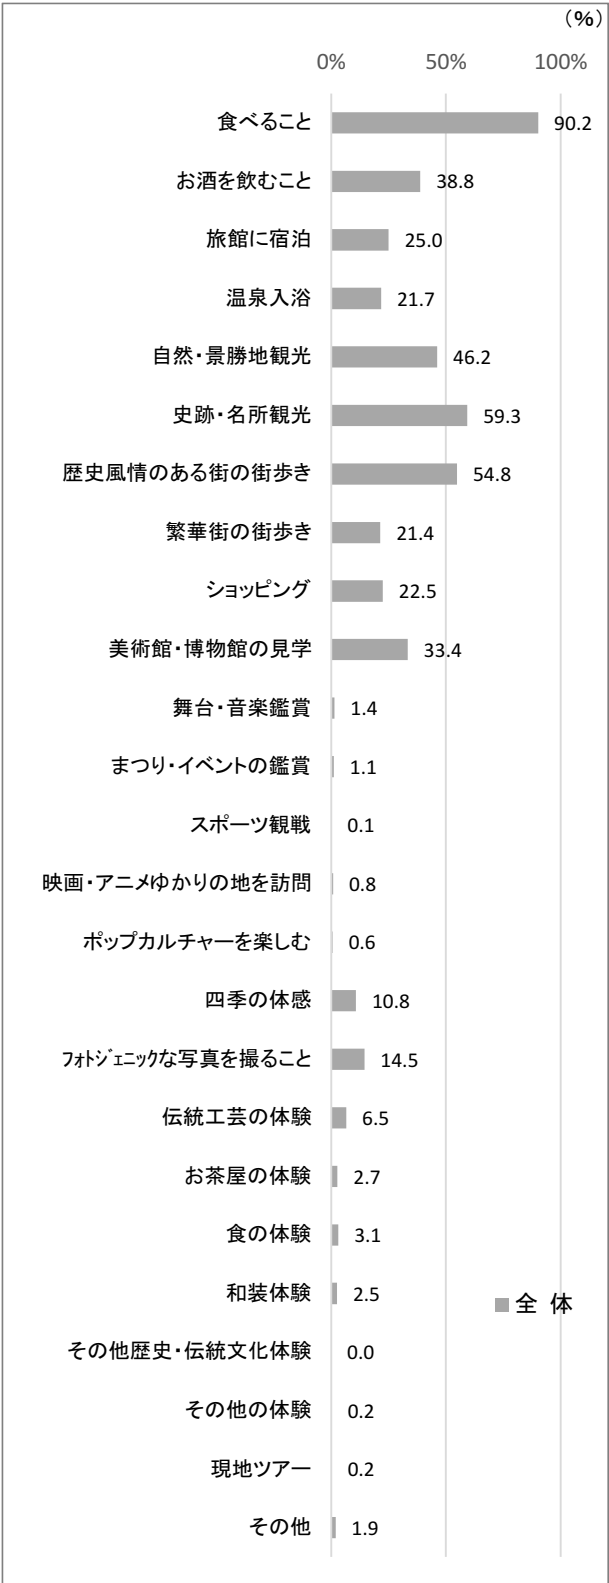 （%）
0% 50% 100%
食べること 90.2
お酒を飲むこと 38.8
旅館に宿泊 25.0
温泉入浴 21.7
自然・景勝地観光 46.2
史跡・名所観光 59.3
歴史風情のある街の街歩き 54.8
繁華街の街歩き 21.4
ショッピング 22.5
美術館・博物館の見学 33.4
舞台・音楽鑑賞 1.4
まつり・イベントの鑑賞 1.1
スポーツ観戦 0.1
映画・アニメゆかりの地を訪問 0.8
ポップカルチャーを楽しむ 0.6
四季の体感 10.8
ﾌｫﾄｼﾞｪﾆｯｸな写真を撮ること 14.5
伝統工芸の体験 6.5
お茶屋の体験 2.7
食の体験 3.1
和装体験 2.5
全 体
その他歴史・伝統文化体験 0.0
その他の体験 0.2
現地ツアー 0.2
その他 1.9